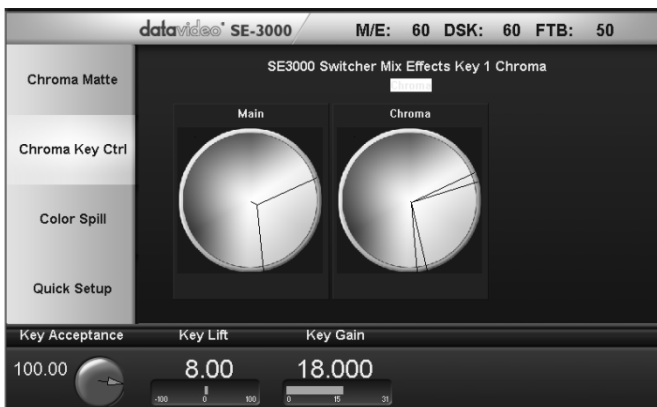 datavideo SE-3000 M/E: 60 DSK: 60 FTB: 50
Chroma Matte
Chroma Key Ctrl
Color Spill
Quick Setup
SE3000 Switcher Mix Effects Key 1 Chroma
Chroma
Main
Chroma
Key Acceptance Key Lift Key Gain
100.00 8.00 18.000
-100 0 100 0 15 31